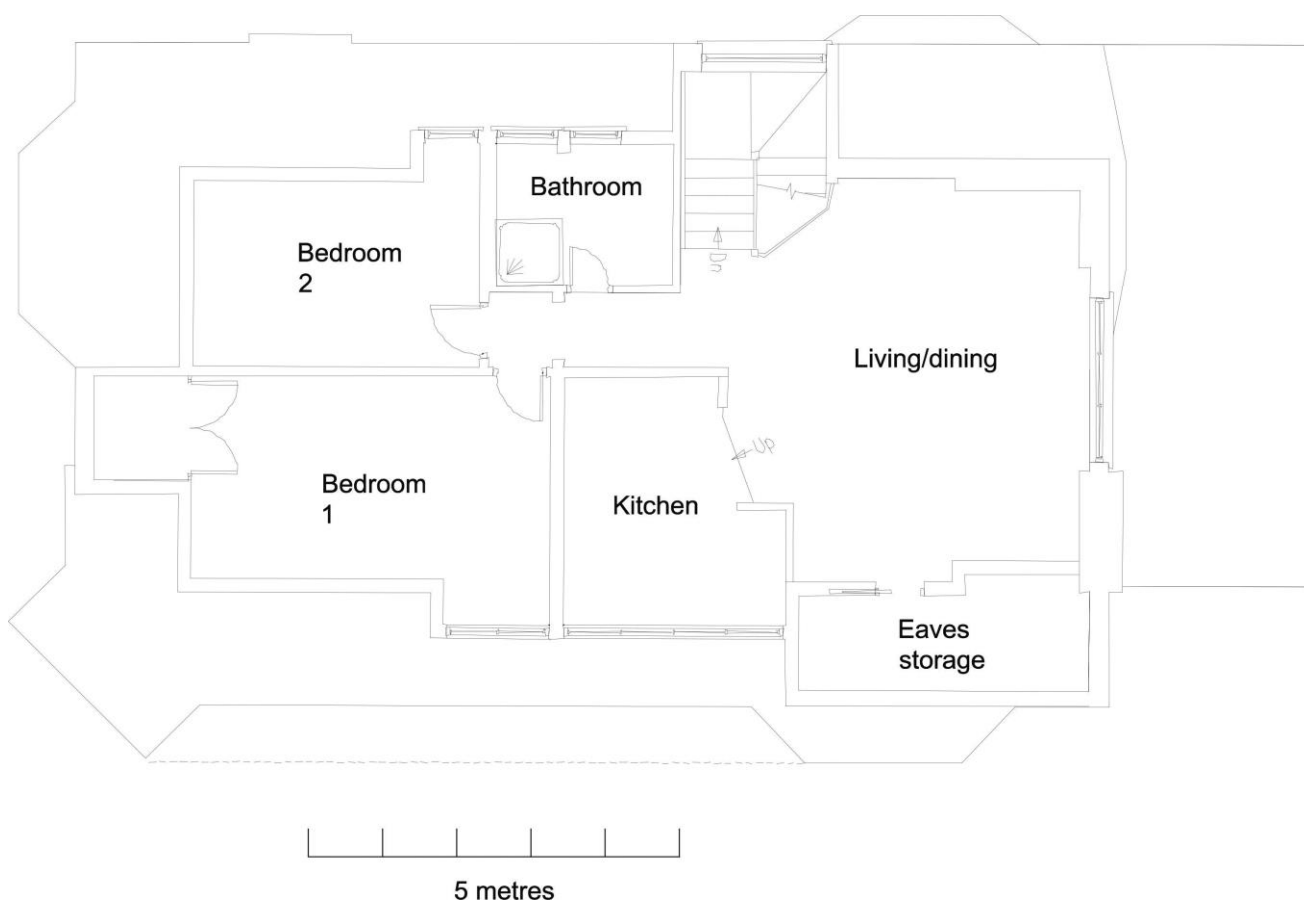 Bathroom
Bedroom
2
Dn
Living/dining
Up
Bedroom
1
Kitchen
Eaves
storage
5 metres